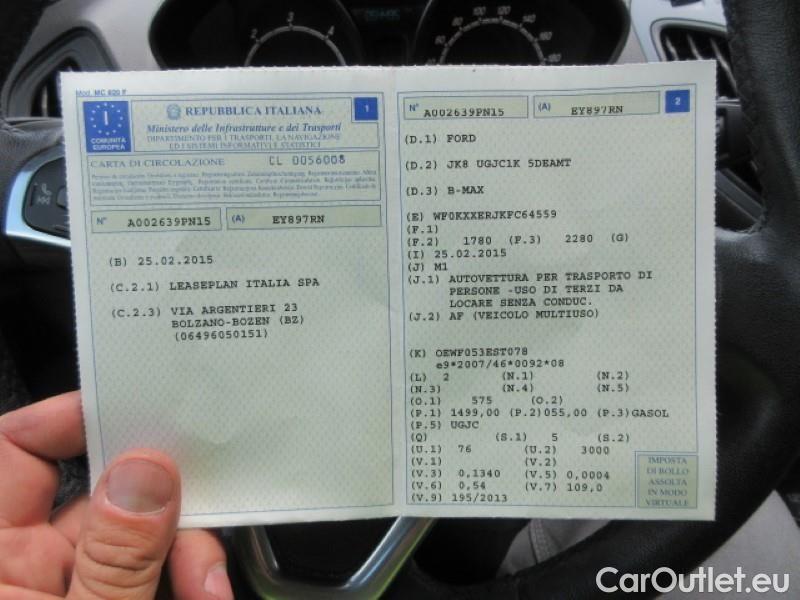 Mod. MC 820 F
I
COMUNITÀ
EUROPEA
REPUBBLICA ITALIANA
1
Ministero delle Infrastrutture e dei Trasporti
DIPARTIMENTO PER I TRASPORTI, LA NAVIGAZIONE
ED I SISTEMI INFORMATIVI E STATISTICI
CARTA DI CIRCOLAZIONE CL 0056008
N° A002639PN15 (A) EY897RN
(B) 25.02.2015
(C.2.1) LEASEPLAN ITALIA SPA
(C.2.3) VIA ARGENTIERI 23
BOLZANO-BOZEN (BZ)
(06496050151)
N° A002639PN15 (A) EY897RN 2
(D.1) FORD
(D.2) JK8 UGJC1K 5DEAMT
(D.3) B-MAX
(E) WF0KXXERJKFC64559
(F.1)
(F.2) 1780 (F.3) 2280 (G)
(I) 25.02.2015
(J) M1
(J.1) AUTOVETTURA PER TRASPORTO DI
PERSONE -USO DI TERZI DA
LOCARE SENZA CONDUC.
(J.2) AF (VEICOLO MULTIUSO)
(K) OEWF053EST078
e9*2007/46*0092*08
(L) 2 (N.1) (N.2)
(N.3) (N.4) (N.5)
(O.1) 575 (O.2)
(P.1) 1499,00 (P.2)055,00 (P.3)GASOL
(P.5) UGJC
(Q) (S.1) 5 (S.2)
(U.1) 76 (U.2) 3000
(V.1) (V.2)
(V.3) 0,1340 (V.5) 0,0004
(V.6) 0,54 (V.7) 109,0
(V.9) 195/2013
IMPOSTA
DI BOLLO
ASSOLTA
IN MODO
VIRTUALE
CarOutlet.eu